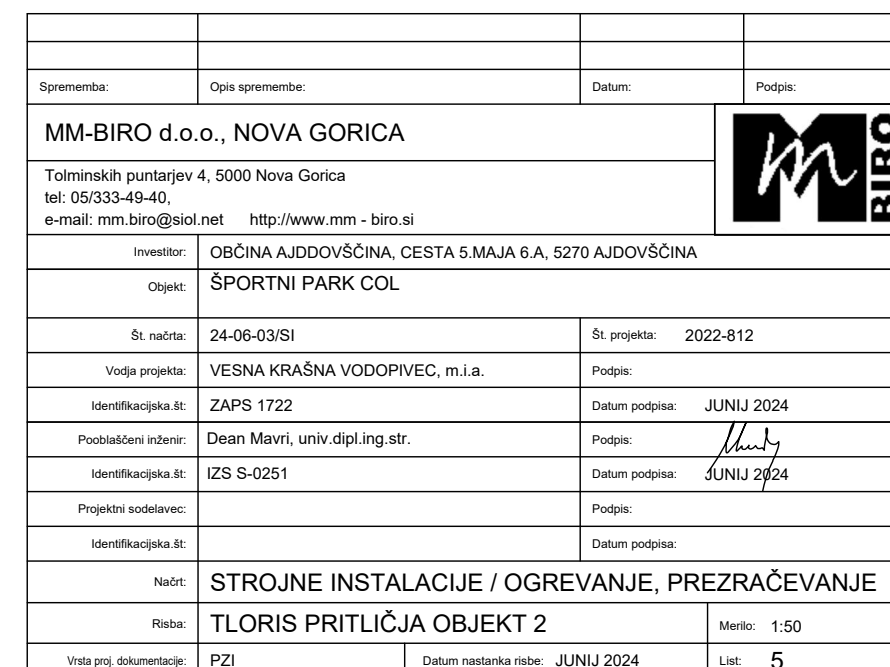 Sprememba: Opis spremembe: Datum: Podpis:
MM-BIRO d.o.o., NOVA GORICA
M BIRO
Tolminskih puntarjev 4, 5000 Nova Gorica
tel: 05/333-49-40,
e-mail: mm.biro@siol.net http://www.mm - biro.si
Investitor: OBČINA AJDDOVŠČINA, CESTA 5.MAJA 6.A, 5270 AJDOVŠČINA
Objekt: ŠPORTNI PARK COL
Št. načrta: 24-06-03/SI Št. projekta: 2022-812
Vodja projekta: VESNA KRAŠNA VODOPIVEC, m.i.a. Podpis:
Identifikacijska.št: ZAPS 1722 Datum podpisa: JUNIJ 2024
Pooblaščeni inženir: Dean Mavri, univ.dipl.ing.str. Podpis:
Identifikacijska.št: IZS S-0251 Datum podpisa: JUNIJ 2024
Projektni sodelavec: Podpis:
Identifikacijska.št: Datum podpisa:
Načrt: STROJNE INSTALACIJE / OGREVANJE, PREZRAČEVANJE
Risba: TLORIS PRITLIČJA OBJEKT 2 Merilo: 1:50
Vrsta proj. dokumentacije: PZI Datum nastanka risbe: JUNIJ 2024 List: 5